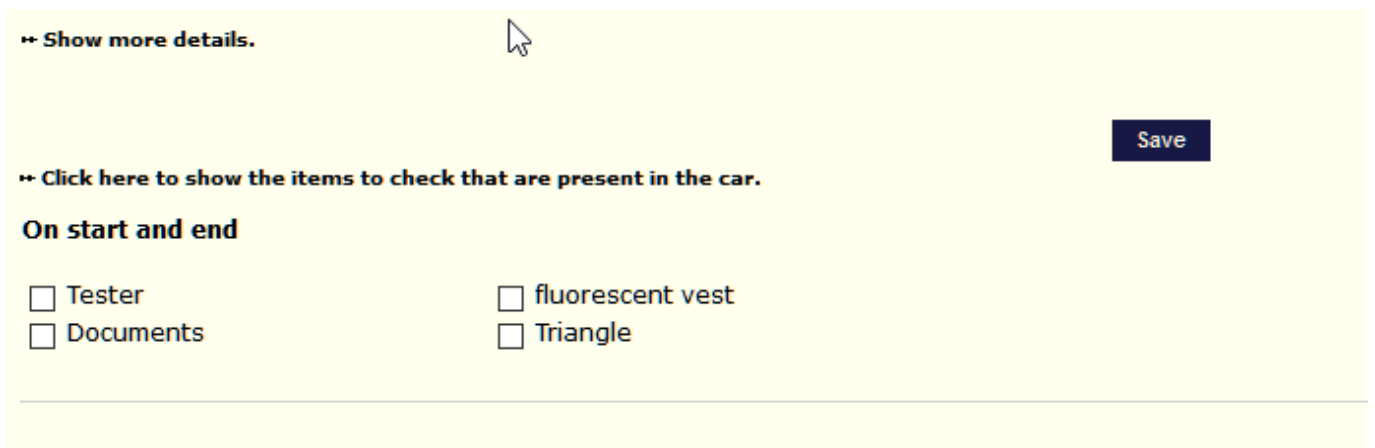 ↦ Show more details.
Save
↦ Click here to show the items to check that are present in the car.
On start and end
Tester
fluorescent vest
Documents
Triangle